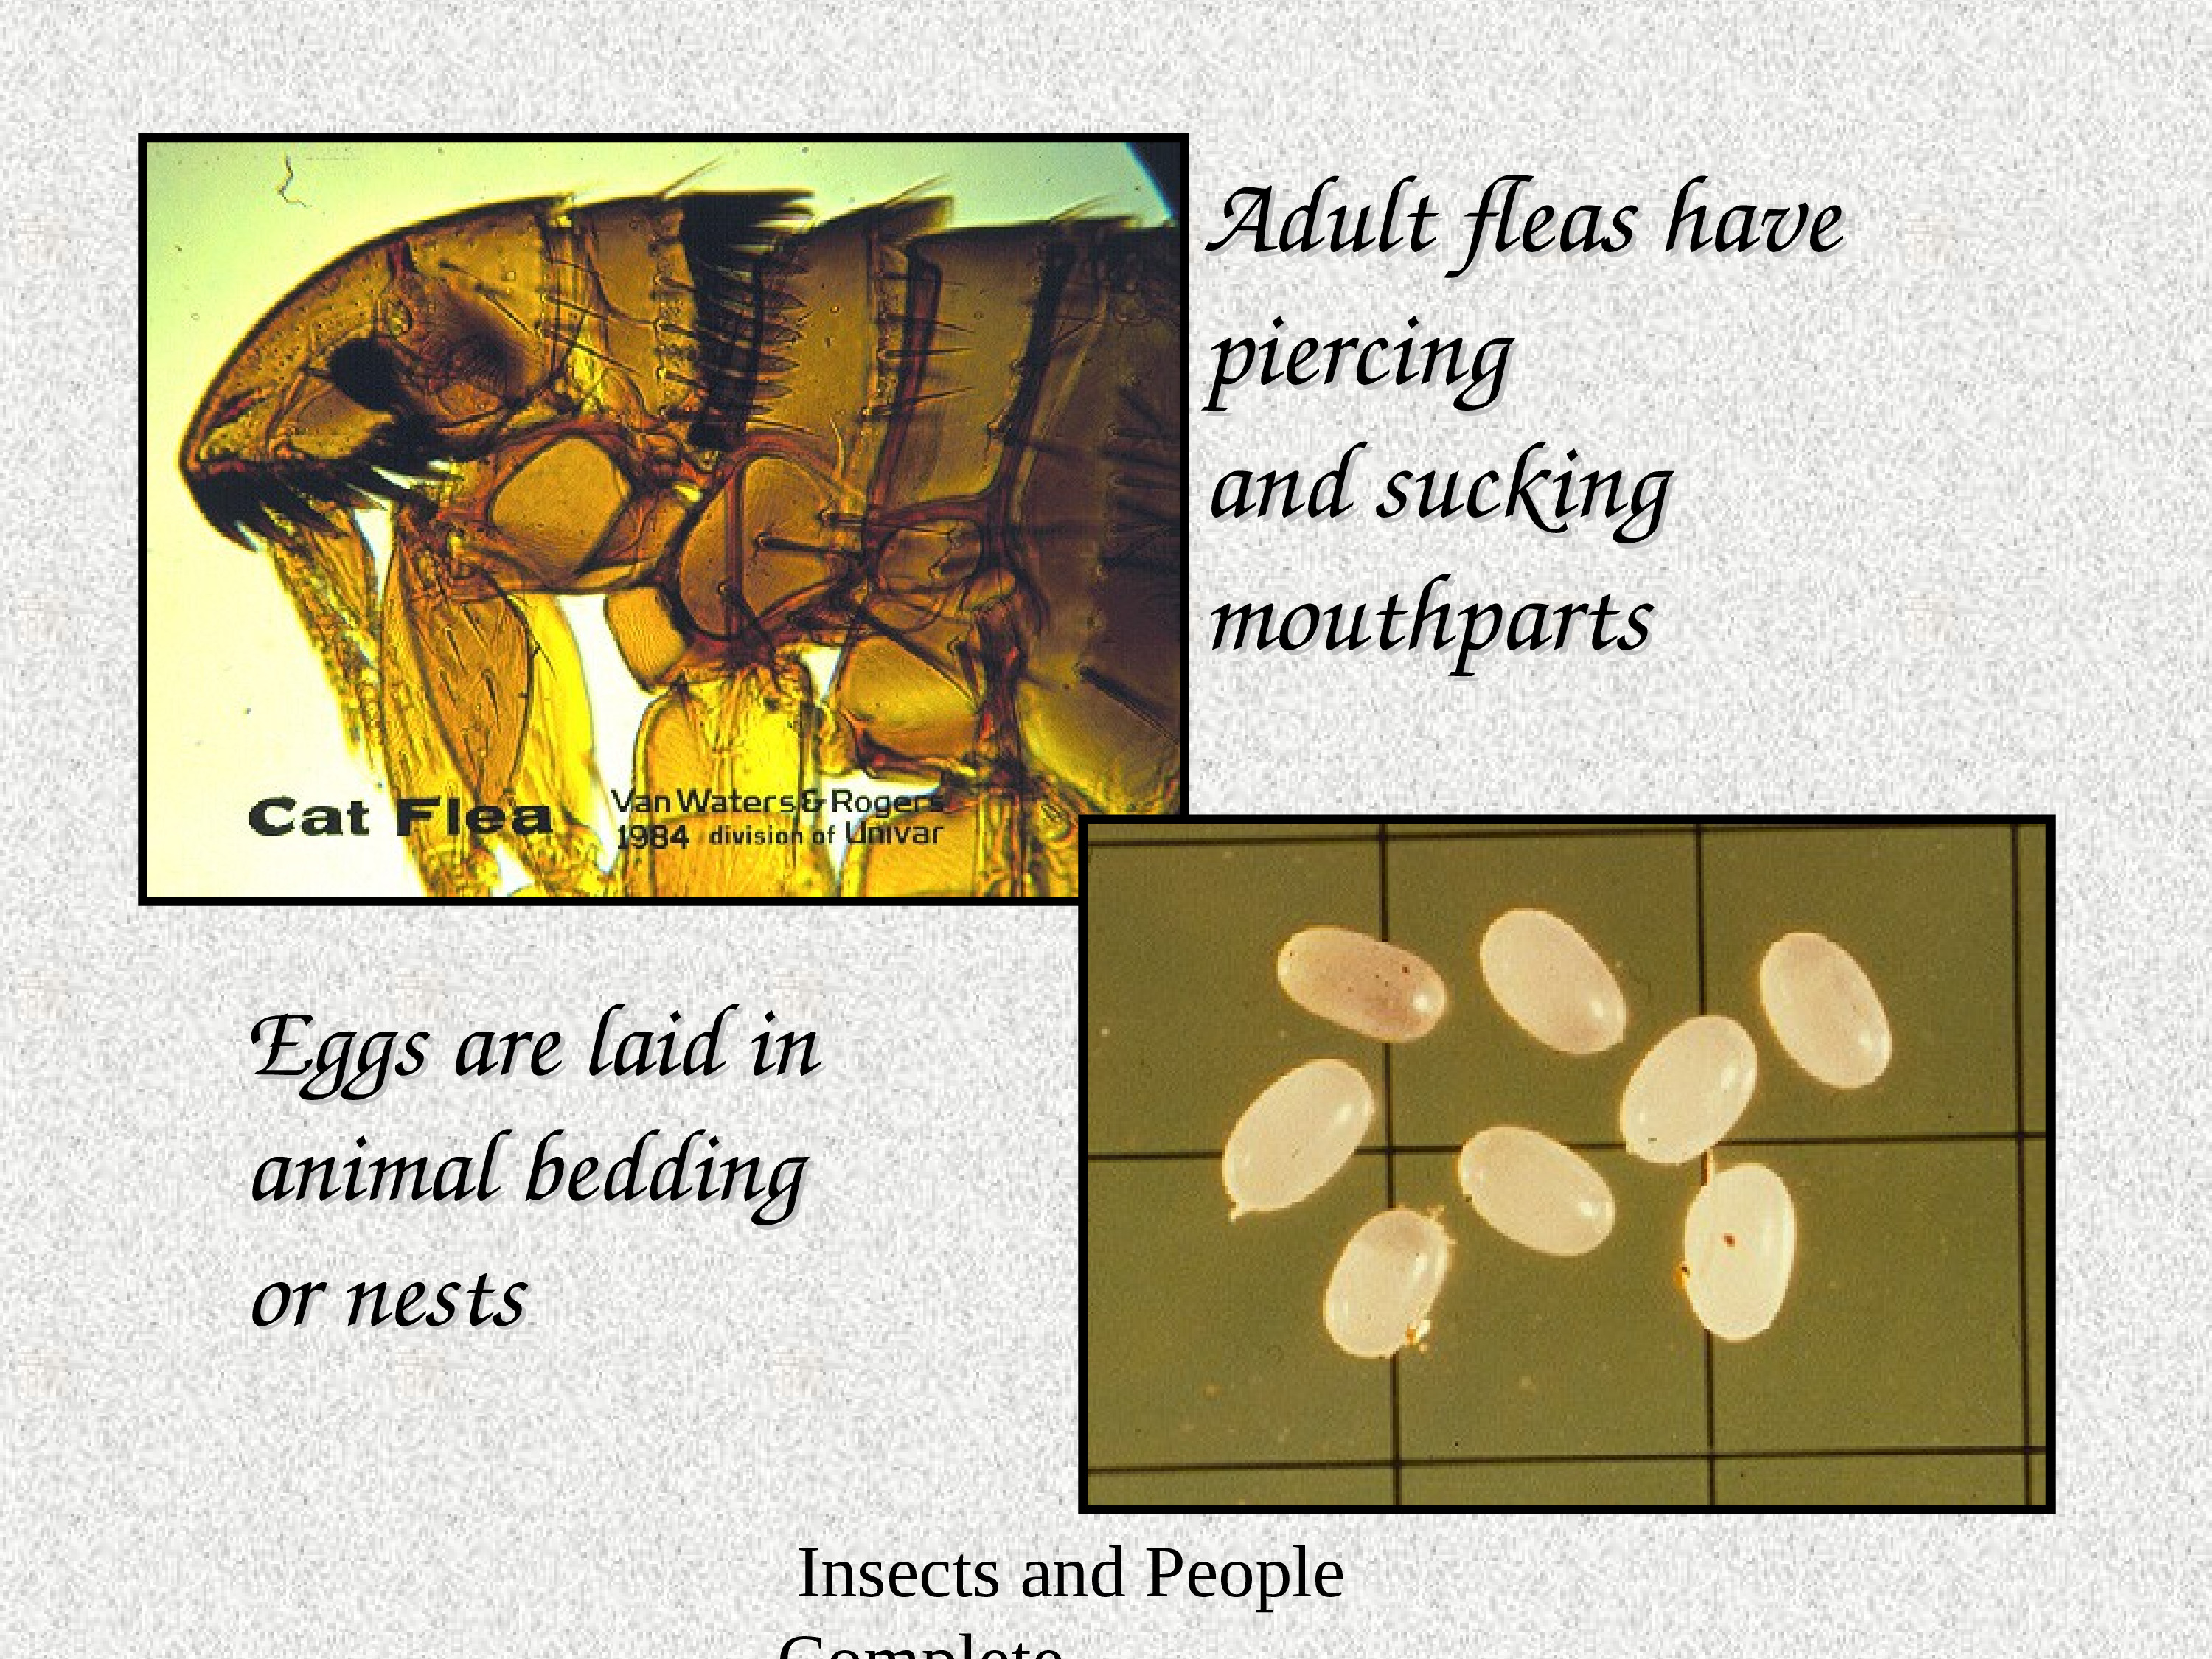 Adult fleas have
piercing
and sucking
mouthparts
Cat Flea
Van Waters & Rogers
1984 division of Univar
Eggs are laid in
animal bedding
or nests
Insects and People
Complete